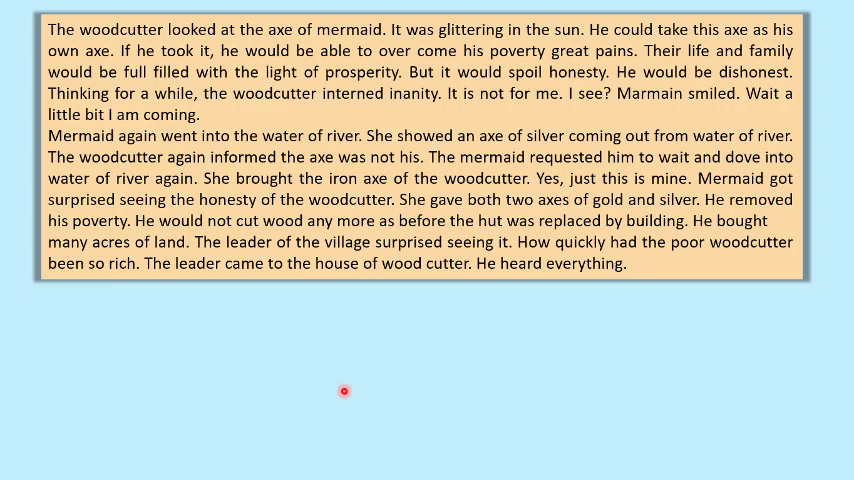 The woodcutter looked at the axe of mermaid. It was glittering in the sun. He could take this axe as his
own axe. If he took it, he would be able to over come his poverty great pains. Their life and family
would be full filled with the light of prosperity. But it would spoil honesty. He would be dishonest.
Thinking for a while, the woodcutter interned inanity. It is not for me. I see? Marmain smiled. Wait a
little bit I am coming.
Mermaid again went into the water of river. She showed an axe of silver coming out from water of river.
The woodcutter again informed the axe was not his. The mermaid requested him to wait and dove into
water of river again. She brought the iron axe of the woodcutter. Yes, just this is mine. Mermaid got
surprised seeing the honesty of the woodcutter. She gave both two axes of gold and silver. He removed
his poverty. He would not cut wood any more as before the hut was replaced by building. He bought
many acres of land. The leader of the village surprised seeing it. How quickly had the poor woodcutter
been so rich. The leader came to the house of wood cutter. He heard everything.